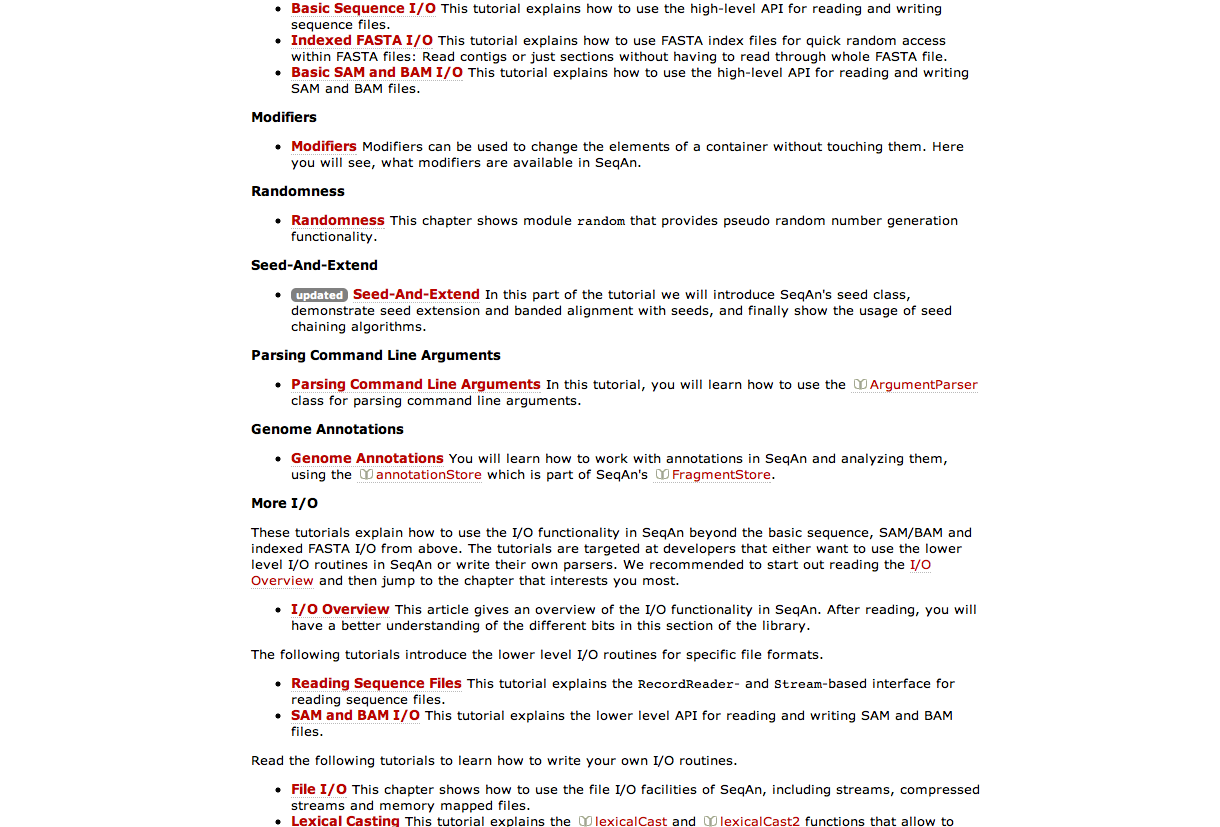 Basic Sequence I/O This tutorial explains how to use the high-level API for reading and writing
sequence files.
Indexed FASTA I/O This tutorial explains how to use FASTA index files for quick random access
within FASTA files: Read contigs or just sections without having to read through whole FASTA file.
Basic SAM and BAM I/O This tutorial explains how to use the high-level API for reading and writing
SAM and BAM files.
Modifiers
Modifiers Modifiers can be used to change the elements of a container without touching them. Here
you will see, what modifiers are available in SeqAn.
Randomness
Randomness This chapter shows module random that provides pseudo random number generation
functionality.
Seed-And-Extend
updated Seed-And-Extend In this part of the tutorial we will introduce SeqAn's seed class,
demonstrate seed extension and banded alignment with seeds, and finally show the usage of seed
chaining algorithms.
Parsing Command Line Arguments
Parsing Command Line Arguments In this tutorial, you will learn how to use the ArgumentParser
class for parsing command line arguments.
Genome Annotations
Genome Annotations You will learn how to work with annotations in SeqAn and analyzing them,
using the annotationStore which is part of SeqAn's FragmentStore.
More I/O
These tutorials explain how to use the I/O functionality in SeqAn beyond the basic sequence, SAM/BAM and
indexed FASTA I/O from above. The tutorials are targeted at developers that either want to use the lower
level I/O routines in SeqAn or write their own parsers. We recommended to start out reading the I/O
Overview and then jump to the chapter that interests you most.
I/O Overview This article gives an overview of the I/O functionality in SeqAn. After reading, you will
have a better understanding of the different bits in this section of the library.
The following tutorials introduce the lower level I/O routines for specific file formats.
Reading Sequence Files This tutorial explains the RecordReader- and Stream-based interface for
reading sequence files.
SAM and BAM I/O This tutorial explains the lower level API for reading and writing SAM and BAM
files.
Read the following tutorials to learn how to write your own I/O routines.
File I/O This chapter shows how to use the file I/O facilities of SeqAn, including streams, compressed
streams and memory mapped files.
Lexical Casting This tutorial explains the lexicalCast and lexicalCast2 functions that allow to